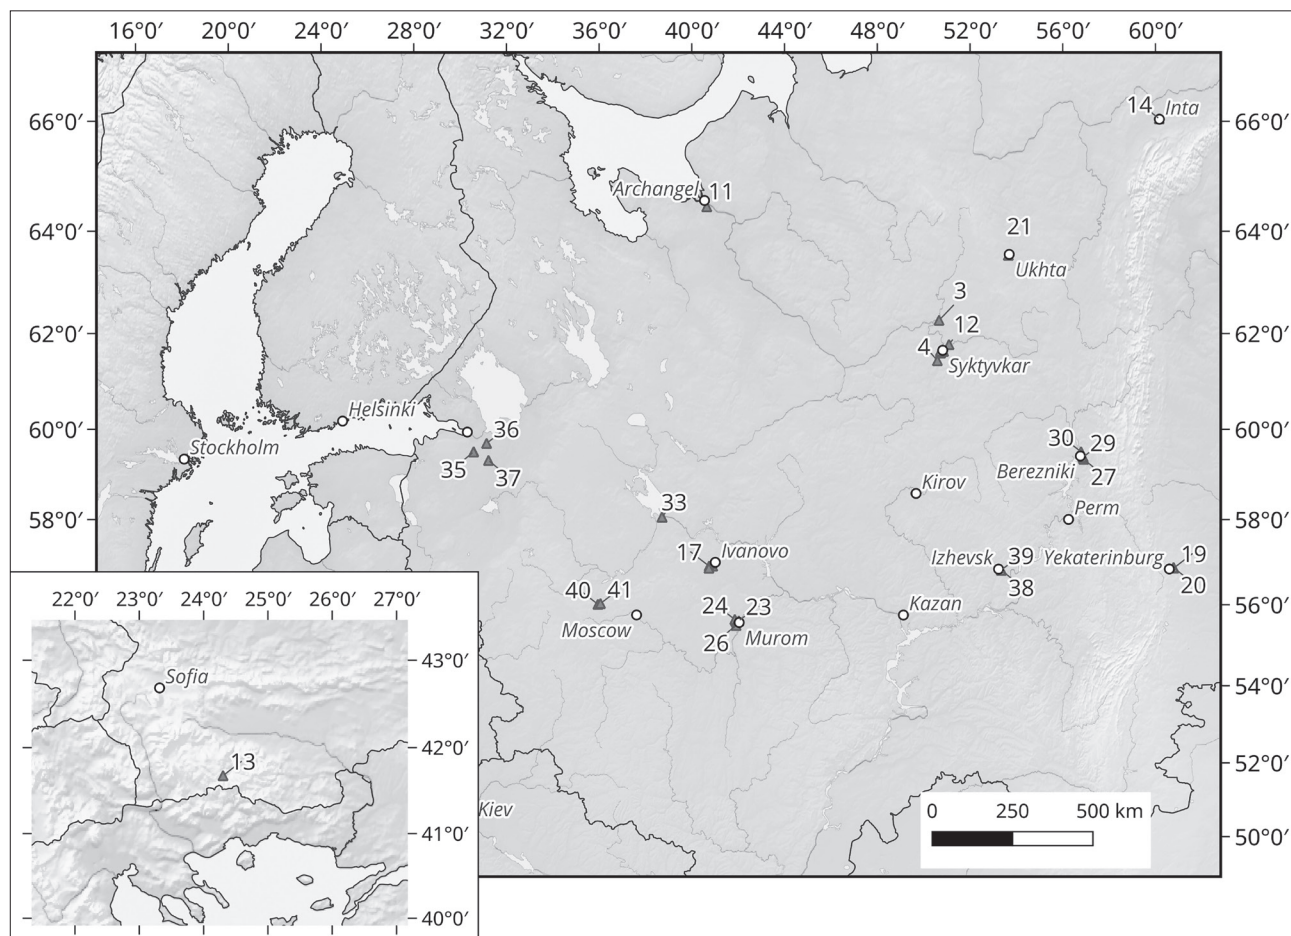 16°0′ 20°0′ 24°0′ 28°0′ 32°0′ 36°0′ 40°0′ 44°0′ 48°0′ 52°0′ 56°0′ 60°0′
66°0′ 14 Inta 66°0′
Archangel 11
64°0′ 21 64°0′
Ukhta
3
62°0′ 12 62°0′
4 Syktyvkar
Helsinki
60°0′ 36 30 29 60°0′
Stockholm
35 37 Berezniki 27
Kirov
58°0′ 33 Perm 58°0′
17 Ivanovo Izhevsk 39 Yekaterinburg 19
40 41 38 20
24 23 Kazan 56°0′
Moscow 26 Murom
54°0′
52°0′
Kiev
0 250 500 km
50°0′
22°0′ 23°0′ 24°0′ 25°0′ 26°0′ 27°0′
43°0′
Sofia
42°0′
13
41°0′
40°0′